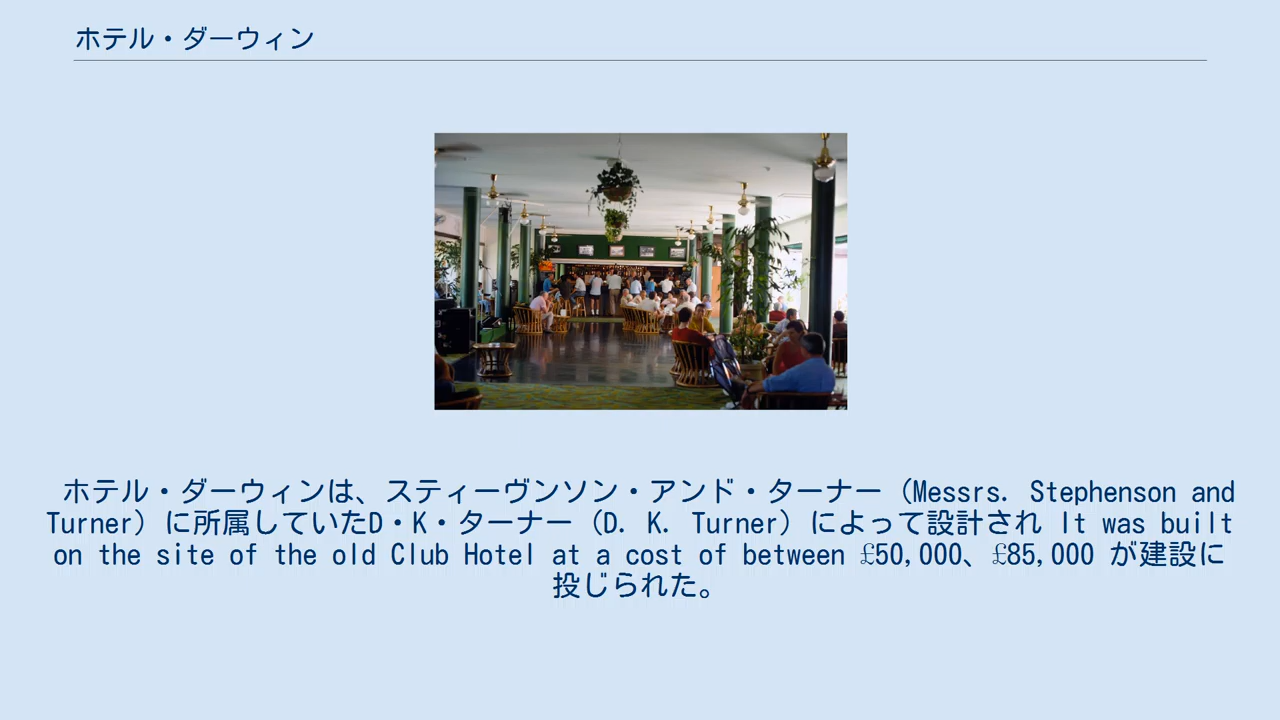 ホテル・ダーウィン
ホテル・ダーウィンは、スティーヴンソン・アンド・ターナー（Messrs. Stephenson and
Turner）に所属していたD・K・ターナー（D. K. Turner）によって設計され It was built
on the site of the old Club Hotel at a cost of between £50,000、£85,000 が建設に
投じられた。